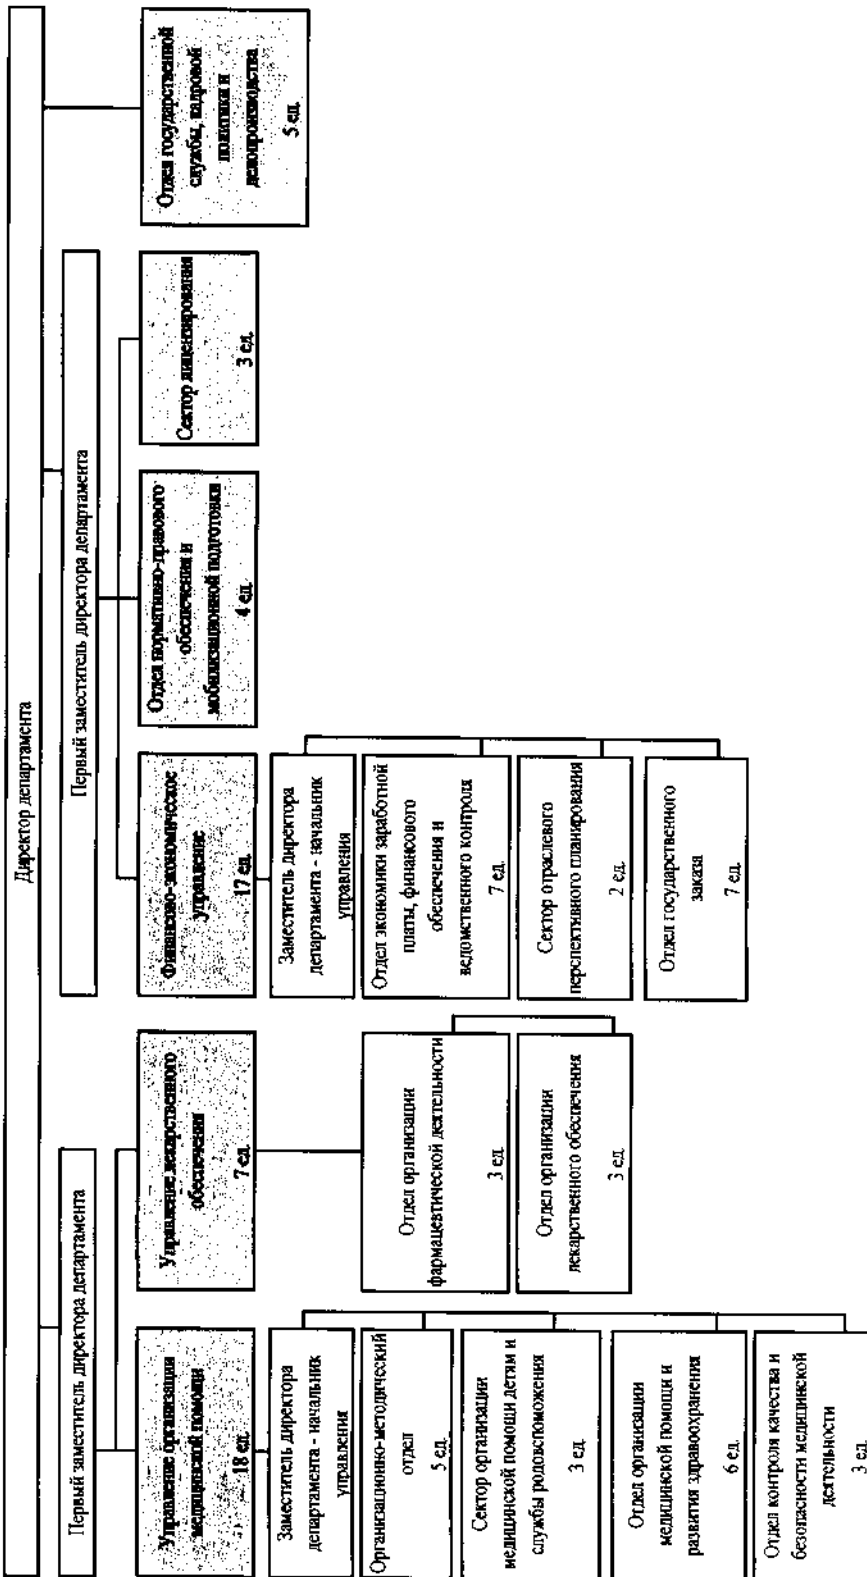 Директор департамента
Первый заместитель директора департамента
Управление организации
медицинской помощи
18 ед.
Заместитель директора
департамента - начальник
управления
Организационно-методический
отдел
5 ед.
Сектор организации
медицинской помощи детям и
службы родовспоможения
3 ед.
Отдел организации
медицинской помощи и
развития здравоохранения
6 ед.
Отдел контроля качества и
безопасности медицинской
деятельности
3 ед.
Управление лекарственного
обеспечения
7 ед.
Отдел организации
фармацевтической деятельности
3 ед.
Отдел организации
лекарственного обеспечения
3 ед.
Первый заместитель директора департамента
Финансово-экономическое
управление
17 ед.
Заместитель директора
департамента - начальник
управления
Отдел экономики заработной
платы, финансового
обеспечения и
ведомственного контроля
7 ед.
Сектор отраслевого
перспективного планирования
2 ед.
Отдел государственного
заказа
7 ед.
Отдел нормативно-правового
обеспечения и
мобилизационной подготовки
4 ед.
Сектор лицензирования
3 ед.
Отдел государственной
службы, кадровой
политики и
делопроизводства
5 ед.